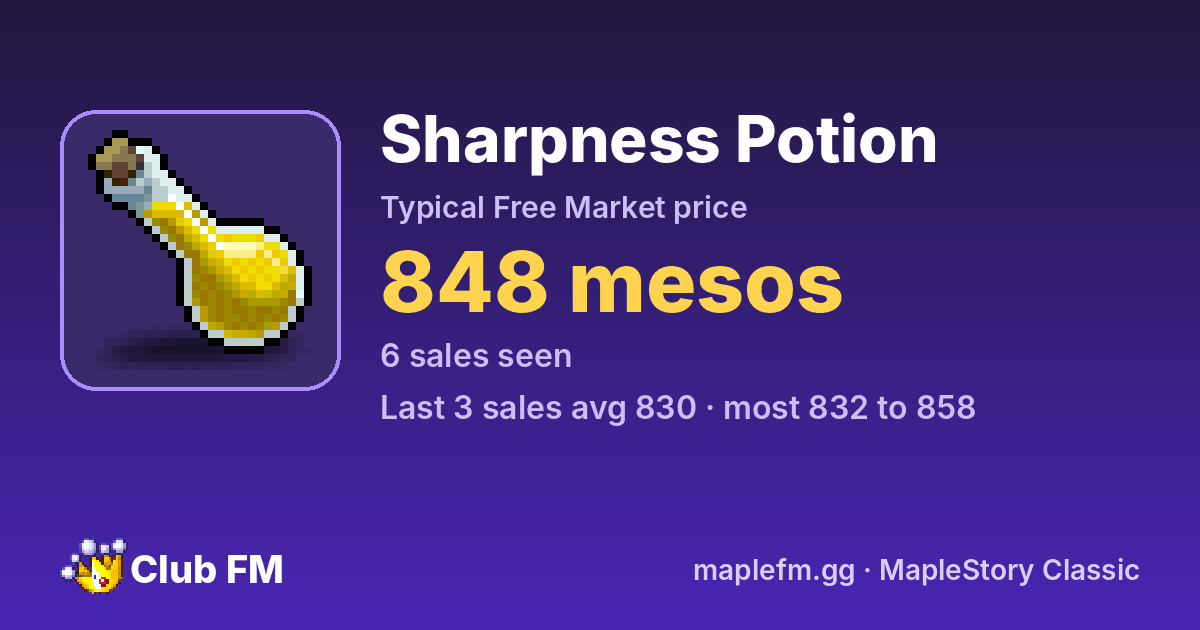 Sharpness Potion
Typical Free Market price
848 mesos
6 sales seen
Last 3 sales avg 830 · most 832 to 858
Club FM
maplefm.gg · MapleStory Classic